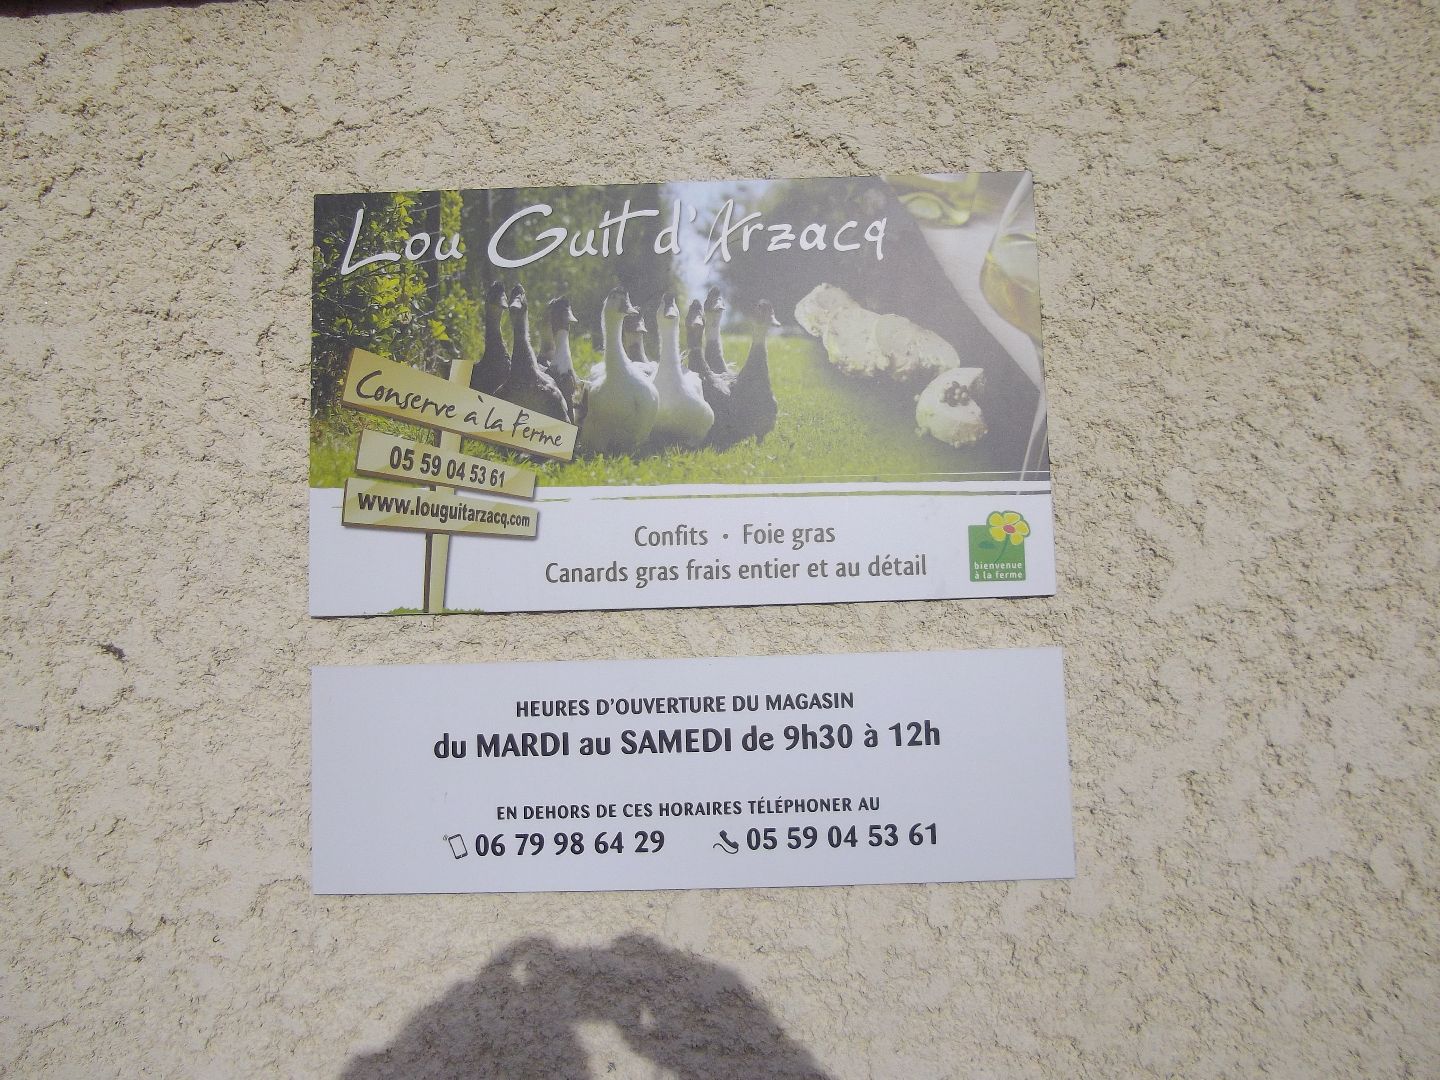 Lou Guit d'Arzacq
Conserve à la Ferme
05 59 04 53 61
www.louguitarzacq.com
Confits • Foie gras
Canards gras frais entier et au détail
bienvenue
à la ferme
HEURES D'OUVERTURE DU MAGASIN
du MARDI au SAMEDI de 9h30 à 12h
EN DEHORS DE CES HORAIRES TÉLÉPHONER AU
06 79 98 64 29 05 59 04 53 61